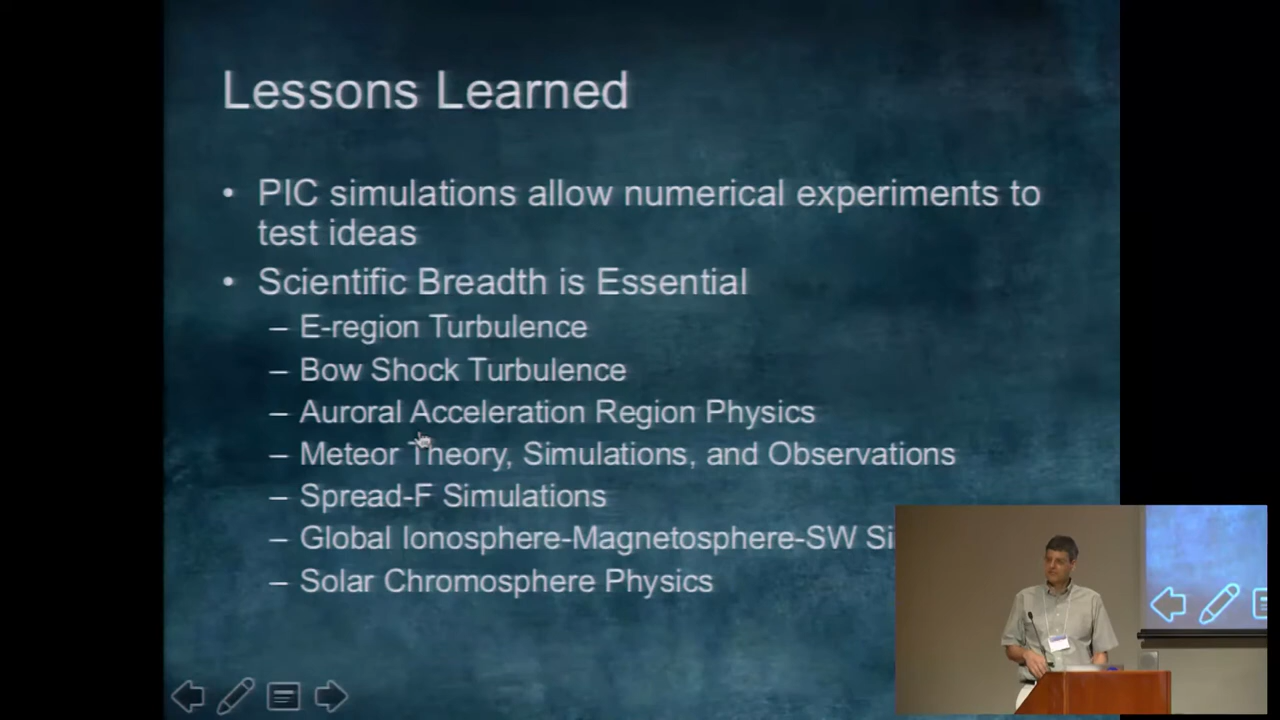 Lessons Learned
• PIC simulations allow numerical experiments to
test ideas
• Scientific Breadth is Essential
– E-region Turbulence
– Bow Shock Turbulence
– Auroral Acceleration Region Physics
– Meteor Theory, Simulations, and Observations
– Spread-F Simulations
– Global Ionosphere-Magnetosphere-SW
– Solar Chromosphere Physics